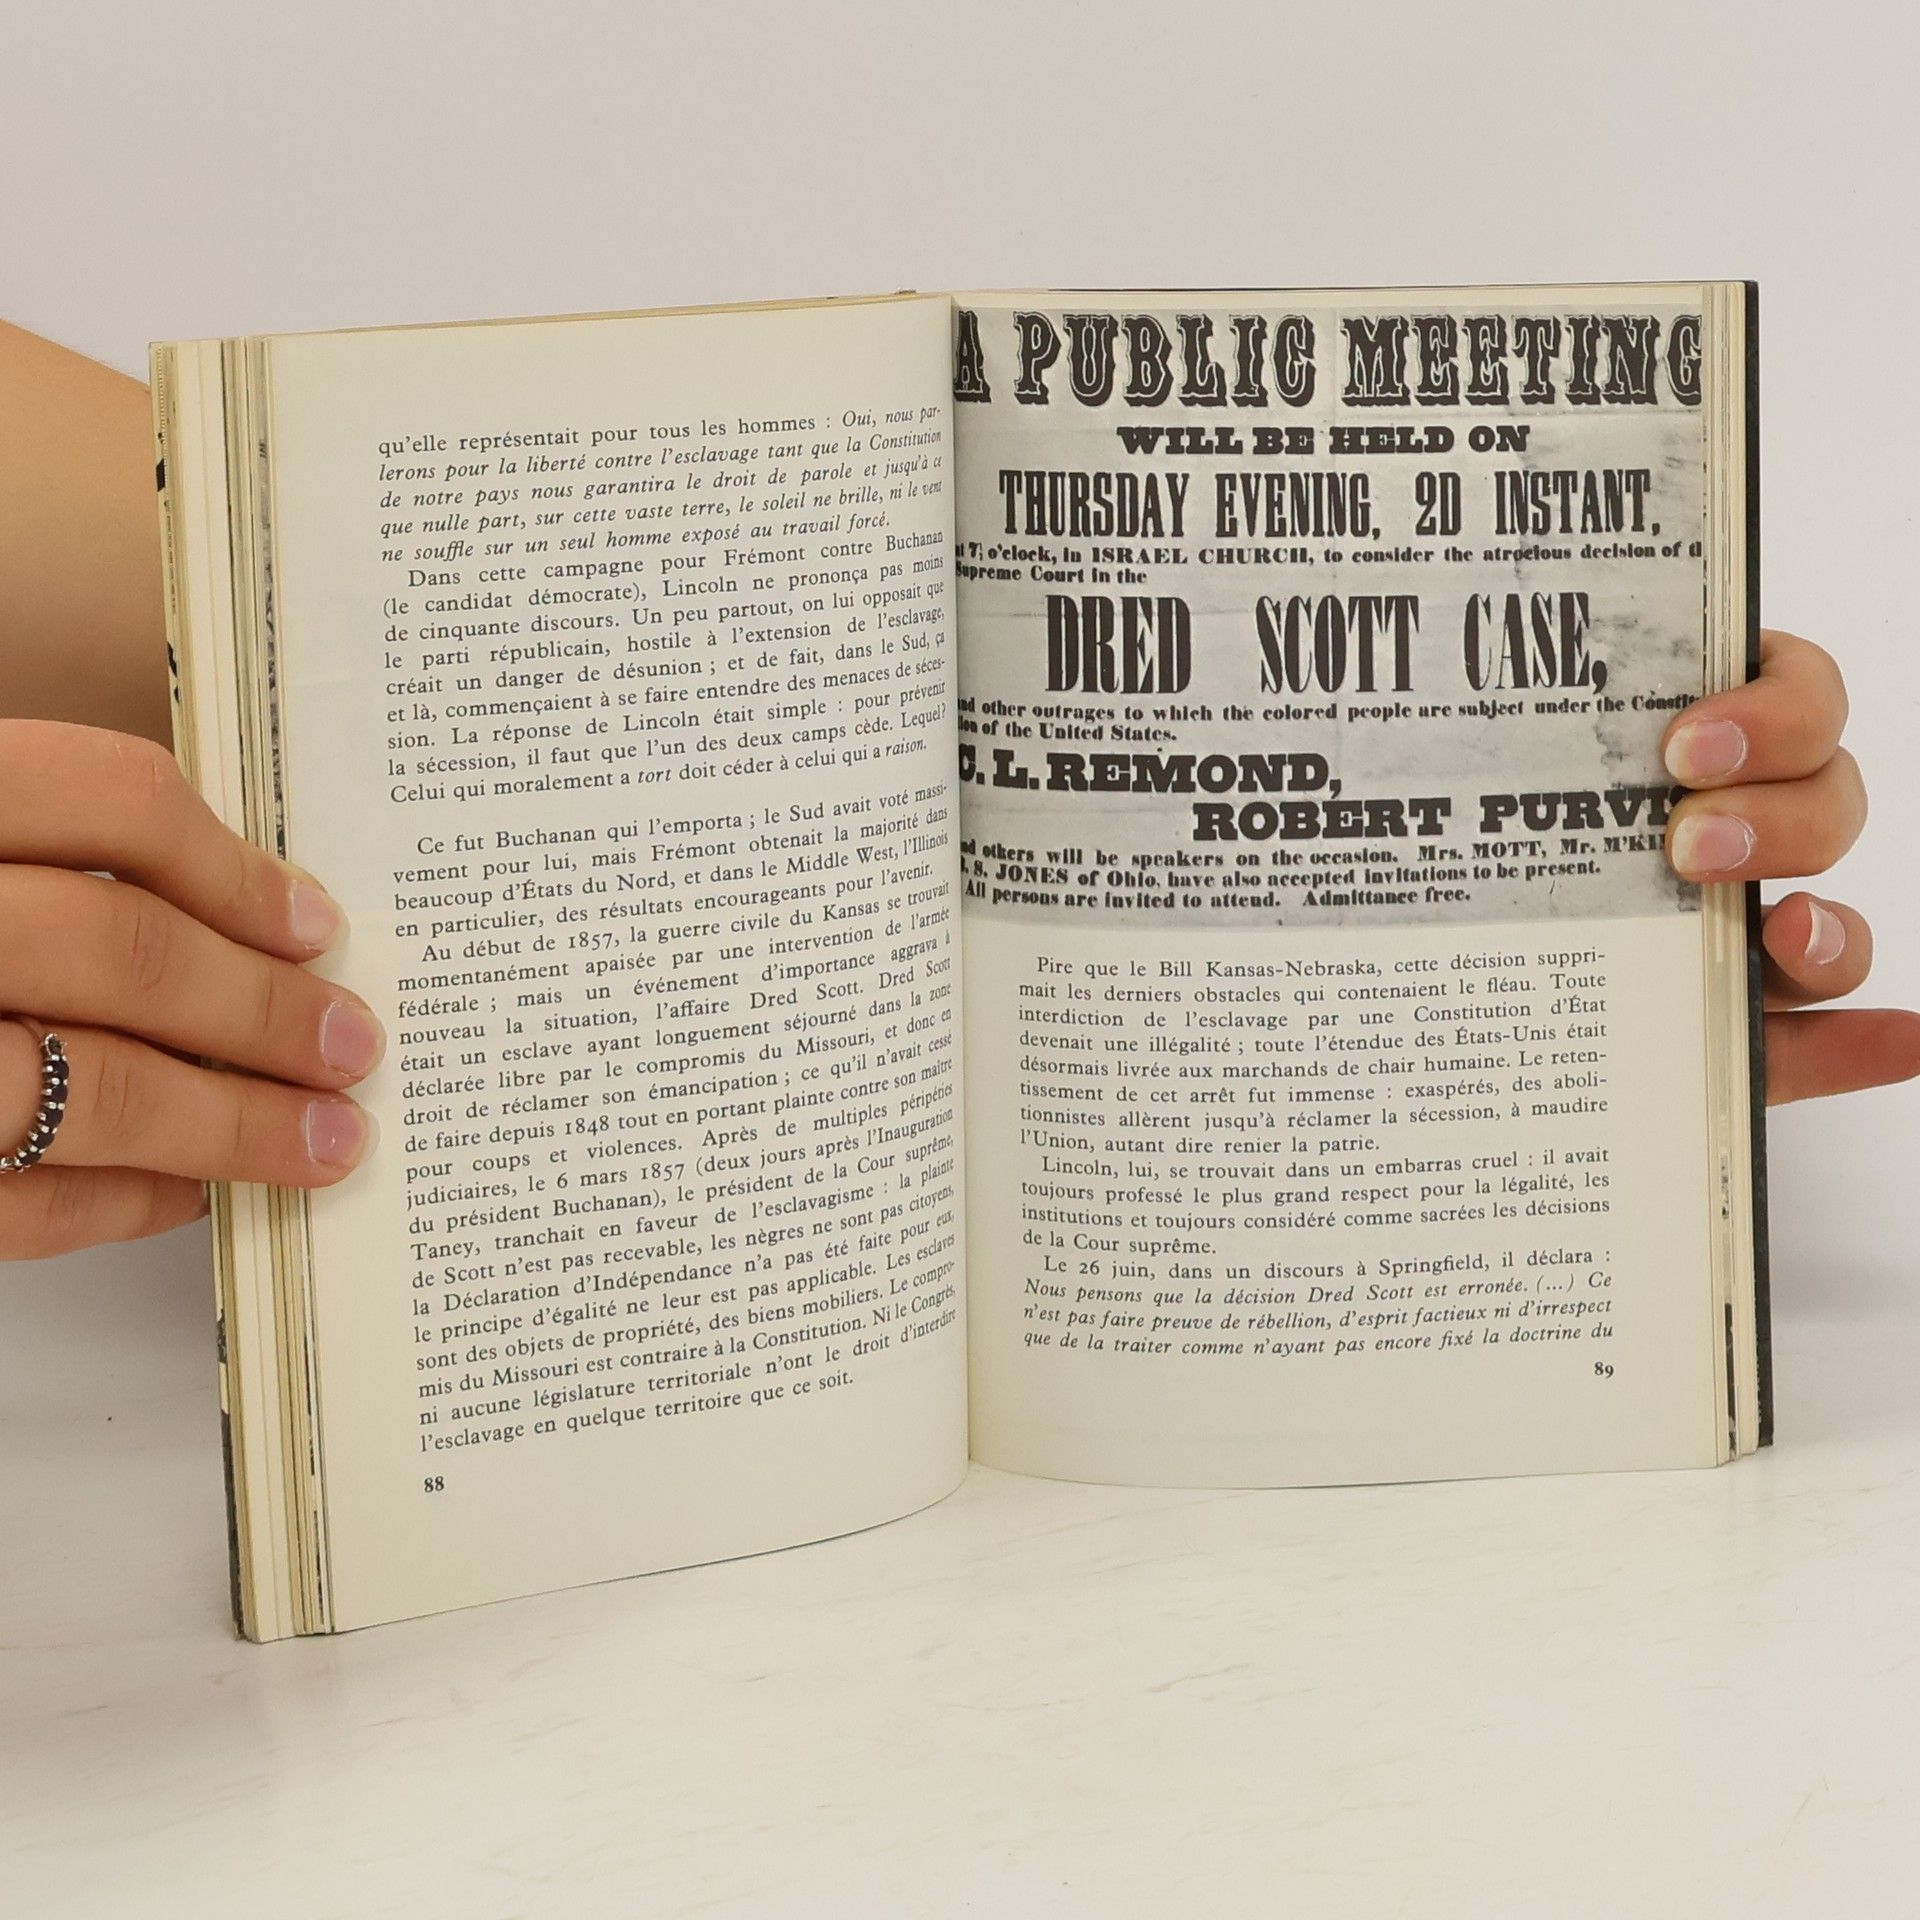 qu'elle représentait pour tous les hommes : Oui, nous par-
lerons pour la liberté contre l'esclavage tant que la Constitution
de notre pays nous garantira le droit de parole et jusqu'à ce
que nulle part, sur cette vaste terre, le soleil ne brille, ni le vent
ne souffle sur un seul homme exposé au travail forcé.
Dans cette campagne pour Frémont contre Buchanan
(le candidat démocrate), Lincoln ne prononça pas moins
de cinquante discours. Un peu partout, on lui opposait que
le parti républicain, hostile à l'extension de l'esclavage,
créait un danger de désunion ; et de fait, dans le Sud, ça
et là, commençaient à se faire entendre des menaces de séces-
sion. La réponse de Lincoln était simple : pour prévenir
la sécession, il faut que l'un des deux camps cède. Lequel?
Celui qui moralement a tort doit céder à celui qui a raison.
Ce fut Buchanan qui l'emporta ; le Sud avait voté massi-
vement pour lui, mais Frémont obtenait la majorité dans
beaucoup d'États du Nord, et dans le Middle West, l'Illinois
en particulier, des résultats encourageants pour l'avenir.
Au début de 1857, la guerre civile du Kansas se trouvait
momentanément apaisée par une intervention de l'armée
fédérale ; mais un événement d'importance aggrava à
nouveau la situation, l'affaire Dred Scott. Dred Scott
était un esclave ayant longuement séjourné dans la zone
déclarée libre par le compromis du Missouri, et donc en
droit de réclamer son émancipation ; ce qu'il n'avait cessé
de faire depuis 1848 tout en portant plainte contre son maître
pour coups et violences. Après de multiples péripéties
judiciaires, le 6 mars 1857 (deux jours après l'Inauguration
du président Buchanan), le président de la Cour suprême,
Taney, tranchait en faveur de l'esclavagisme : la plainte
de Scott n'est pas recevable, les nègres ne sont pas citoyens,
la Déclaration d'Indépendance n'a pas été faite pour eux,
le principe d'égalité ne leur est pas applicable. Les esclaves
sont des objets de propriété, des biens mobiliers. Le compro-
mis du Missouri est contraire à la Constitution. Ni le Congrès,
ni aucune législature territoriale n'ont le droit d'interdire
l'esclavage en quelque territoire que ce soit.
88
A PUBLIC MEETING
WILL BE HELD ON
THURSDAY EVENING, 2D INSTANT,
at 7½ o'clock, in ISRAEL CHURCH, to consider the atrocious decision of
Supreme Court in the
DRED SCOTT CASE,
and other outrages to which the colored people are subject under the Constitu
tion of the United States.
C. L. REMOND,
ROBERT PURVIS
and others will be speakers on the occasion. Mrs. MOTT, Mr. M'KI
S. JONES of Ohio, have also accepted invitations to be present.
All persons are invited to attend. Admittance free.
Pire que le Bill Kansas-Nebraska, cette décision suppri-
mait les derniers obstacles qui contenaient le fléau. Toute
interdiction de l'esclavage par une Constitution d'État
devenait une illégalité ; toute l'étendue des États-Unis était
désormais livrée aux marchands de chair humaine. Le reten-
tissement de cet arrêt fut immense : exaspérés, des aboli-
tionnistes allèrent jusqu'à réclamer la sécession, à maudire
l'Union, autant dire renier la patrie.
Lincoln, lui, se trouvait dans un embarras cruel : il avait
toujours professé le plus grand respect pour la légalité, les
institutions et toujours considéré comme sacrées les décisions
de la Cour suprême.
Le 26 juin, dans un discours à Springfield, il déclara :
Nous pensons que la décision Dred Scott est erronée. (...) Ce
n'est pas faire preuve de rébellion, d'esprit factieux ni d'irrespect
que de la traiter comme n'ayant pas encore fixé la doctrine du
89